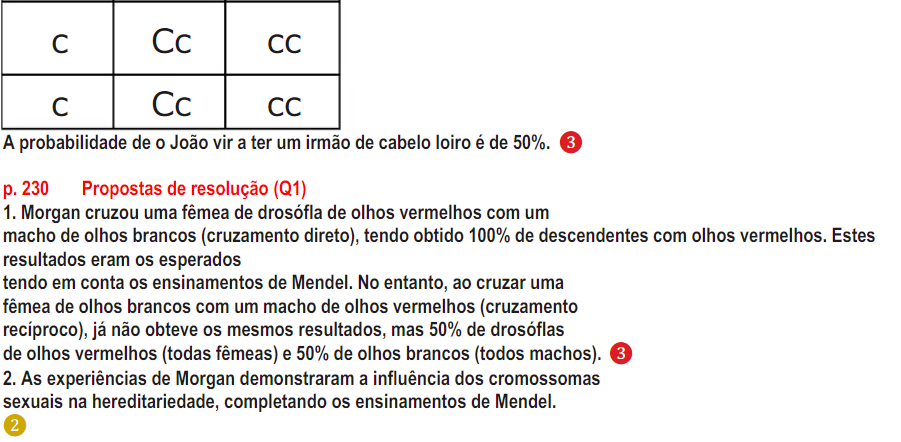 c Cc cc
c Cc cc
A probabilidade de o João vir a ter um irmão de cabelo loiro é de 50%. 3
p. 230 Propostas de resolução (Q1)
1. Morgan cruzou uma fêmea de drosófla de olhos vermelhos com um
macho de olhos brancos (cruzamento direto), tendo obtido 100% de descendentes com olhos vermelhos. Estes
resultados eram os esperados
tendo em conta os ensinamentos de Mendel. No entanto, ao cruzar uma
fêmea de olhos brancos com um macho de olhos vermelhos (cruzamento
recíproco), já não obteve os mesmos resultados, mas 50% de drosóflas
de olhos vermelhos (todas fêmeas) e 50% de olhos brancos (todos machos). 3
2. As experiências de Morgan demonstraram a influência dos cromossomas
sexuais na hereditariedade, completando os ensinamentos de Mendel.
2